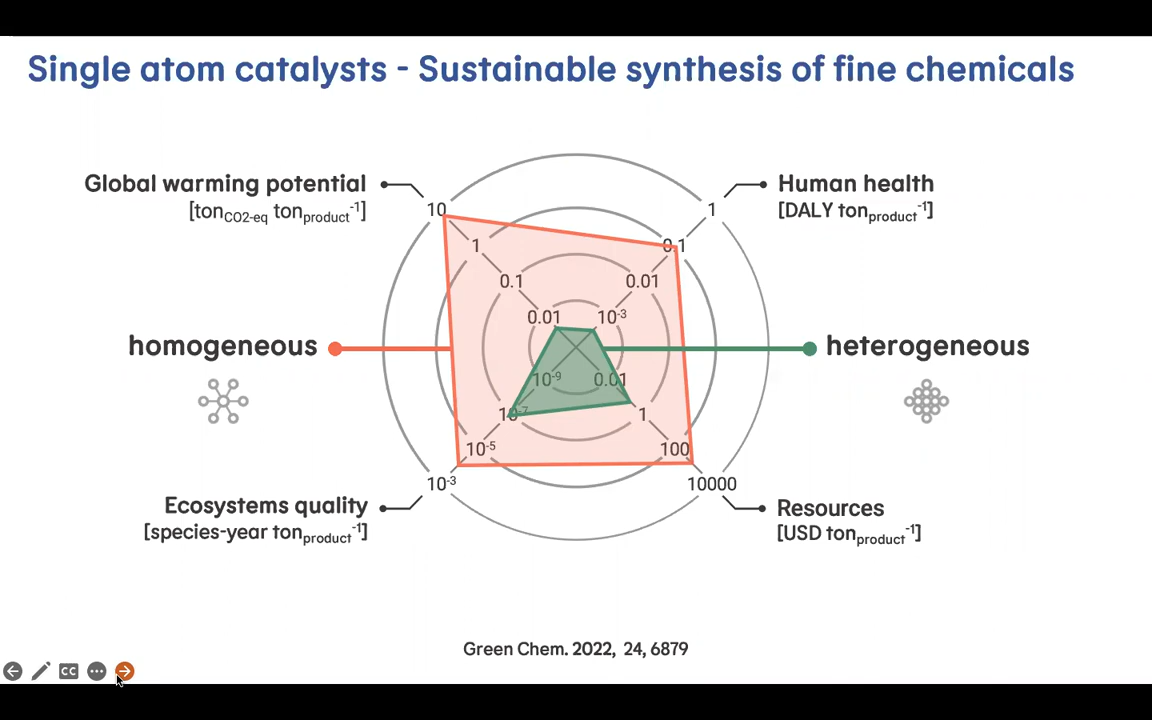 Single atom catalysts - Sustainable synthesis of fine chemicals
Global warming potential
[ton_CO2-eq ton_product^-1]
Human health
[DALY ton_product^-1]
10
1
0.1
0.01
1
0.1
0.01
10^-3
homogeneous
heterogeneous
10^-9
10^-7
10^-5
10^-3
0.01
1
100
10000
Ecosystems quality
[species-year ton_product^-1]
Resources
[USD ton_product^-1]
Green Chem. 2022, 24, 6879
CC